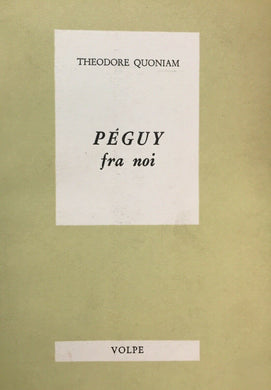 THEODORE QUONIAM
PÉGUY
fra noi
VOLPE